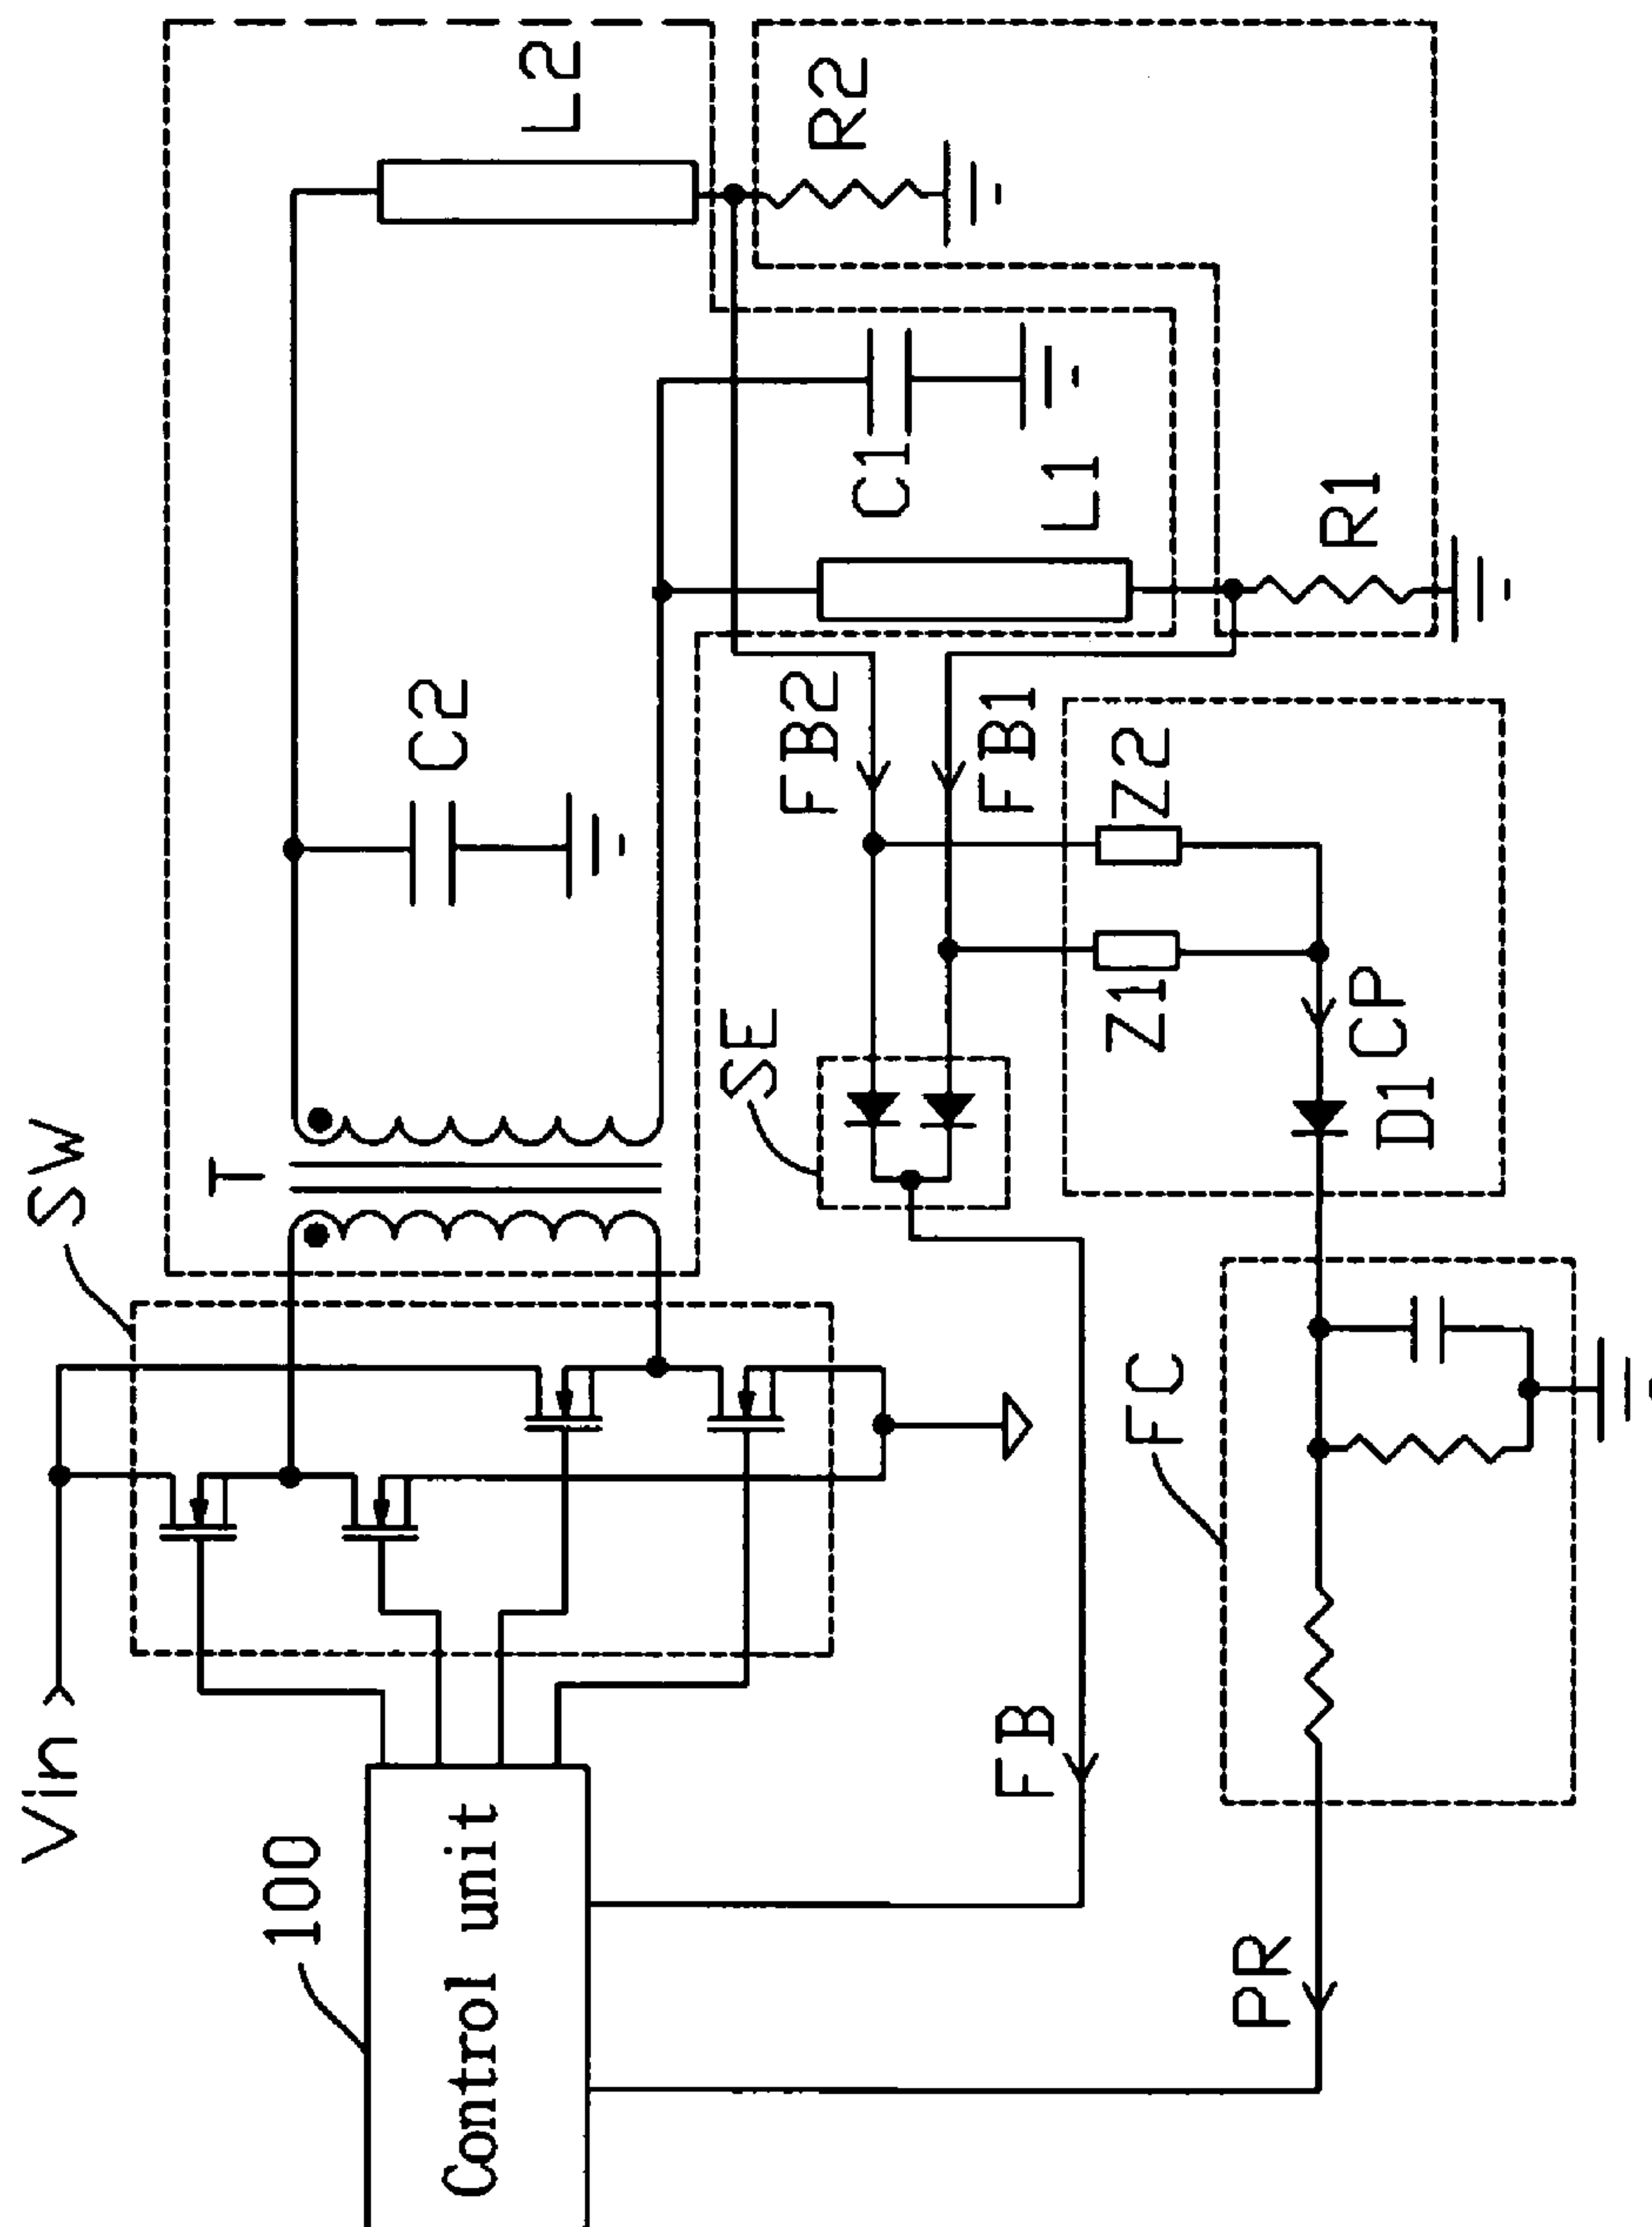 Vin
SW
T
L2
C2
R2
C1
L1
R1
FB2
FB1
SE
Z2
Z1
CP
D1
FC
100
Control unit
FB
PR